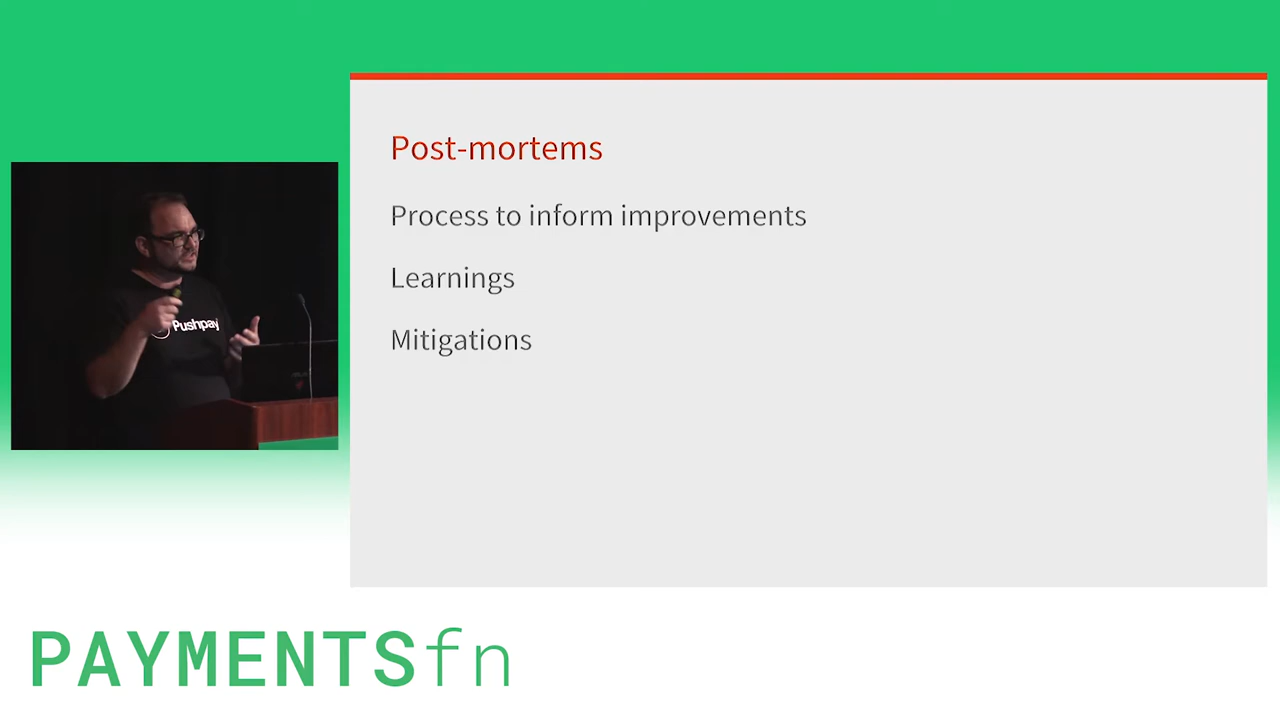 Post-mortems
Process to inform improvements
Learnings
Mitigations
Pushpay
PAYMENTSfn